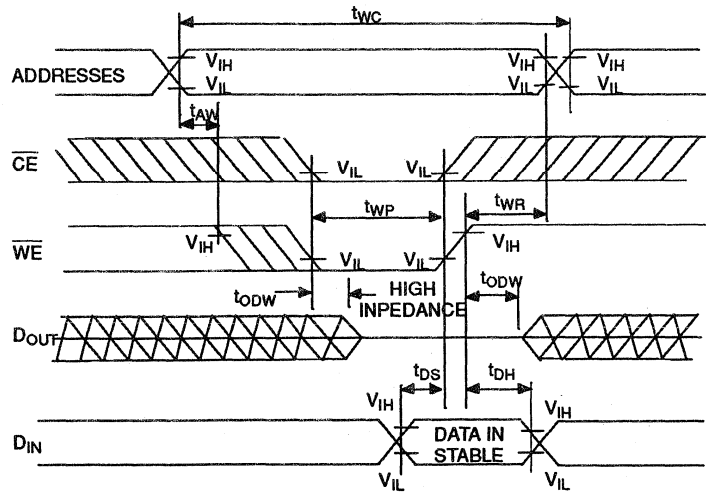 tWC
ADDRESSES
VIH
VIL
VIH
VIL
VIH
VIL
tAW
CE
VIL
VIL
tWP
tWR
WE
VIH
VIL
VIL
VIH
tODW
HIGH
INPEDANCE
tODW
DOUT
tDS
tDH
VIH
VIH
DIN
DATA IN
STABLE
VIL
VIL